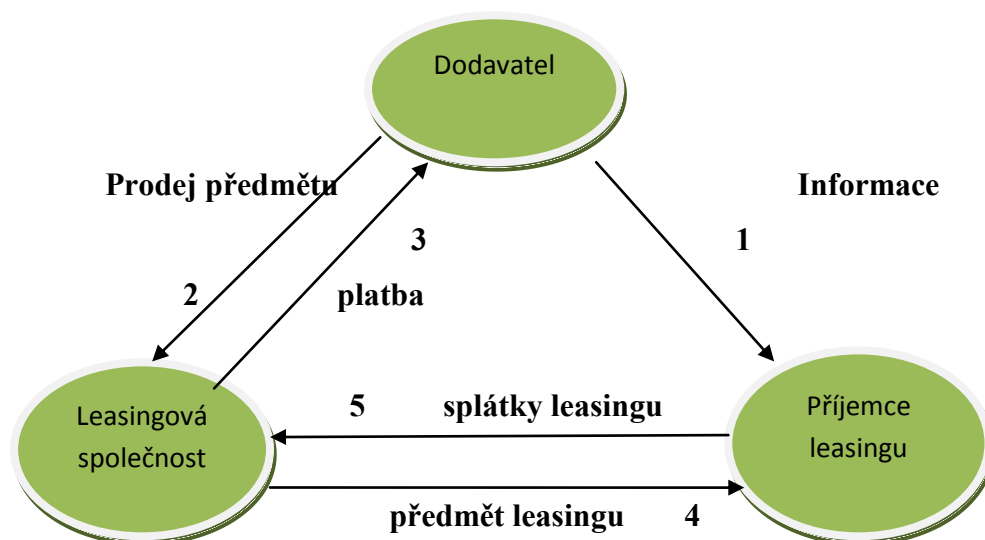 Dodavatel
Prodej předmětu
Informace
3
1
2
platba
Leasingová
společnost
5 splátky leasingu
Příjemce
leasingu
předmět leasingu 4